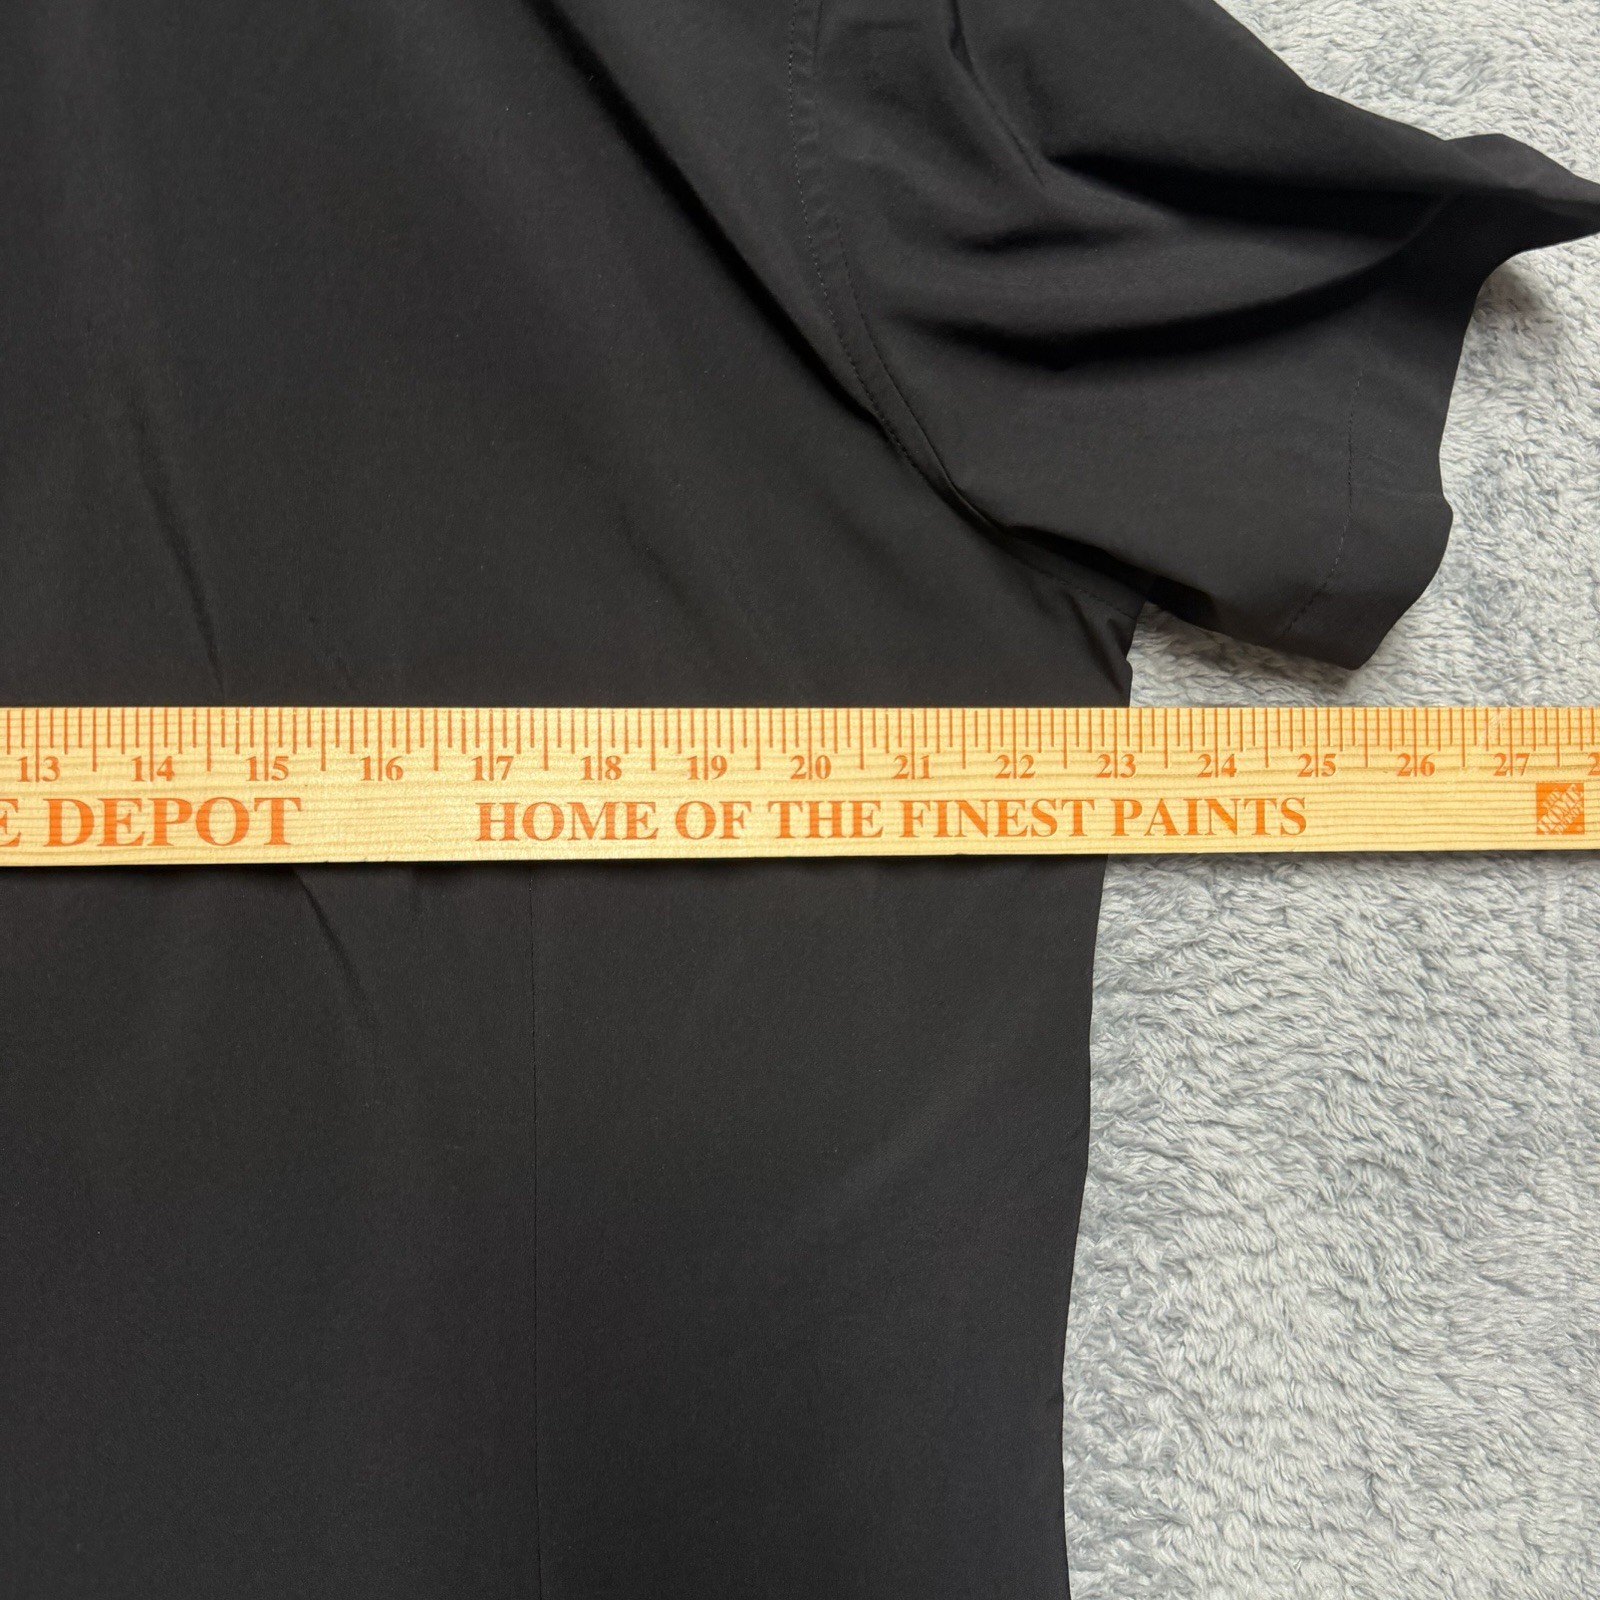 13 14 15 16 17 18 19 20 21 22 23 24 25 26 27
DEPOT HOME OF THE FINEST PAINTS